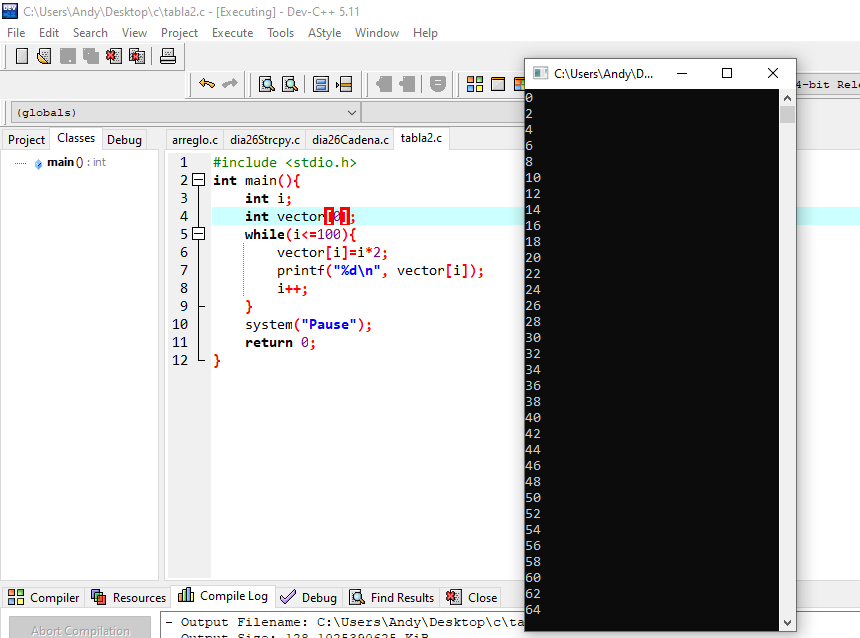 C:\Users\Andy\Desktop\c\tabla2.c - [Executing] - Dev-C++ 5.11
File Edit Search View Project Execute Tools AStyle Window Help
(globals)
Project Classes Debug
main () : int
arreglo.c dia26Strcpy.c dia26Cadena.c tabla2.c
1 #include <stdio.h>
2 int main(){
3 int i;
4 int vector[0];
5 while(i<=100){
6 vector[i]=i*2;
7 printf("%d\n", vector[i]);
8 i++;
9 }
10 system("Pause");
11 return 0;
12 }
C:\Users\Andy\D...
0
2
4
6
8
10
12
14
16
18
20
22
24
26
28
30
32
34
36
38
40
42
44
46
48
50
52
54
56
58
60
62
64
4-bit Rele
Compiler Resources Compile Log Debug Find Results Close
Abort Compilation
- Output Filename: C:\Users\Andy\Desktop\c\ta
- Output Size: 128.1025390625 KiB